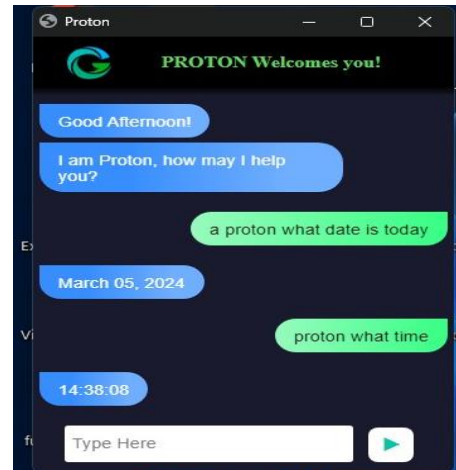 Proton
PROTON Welcomes you!
Good Afternoon!
I am Proton, how may I help
you?
a proton what date is today
March 05, 2024
proton what time
14:38:08
Type Here